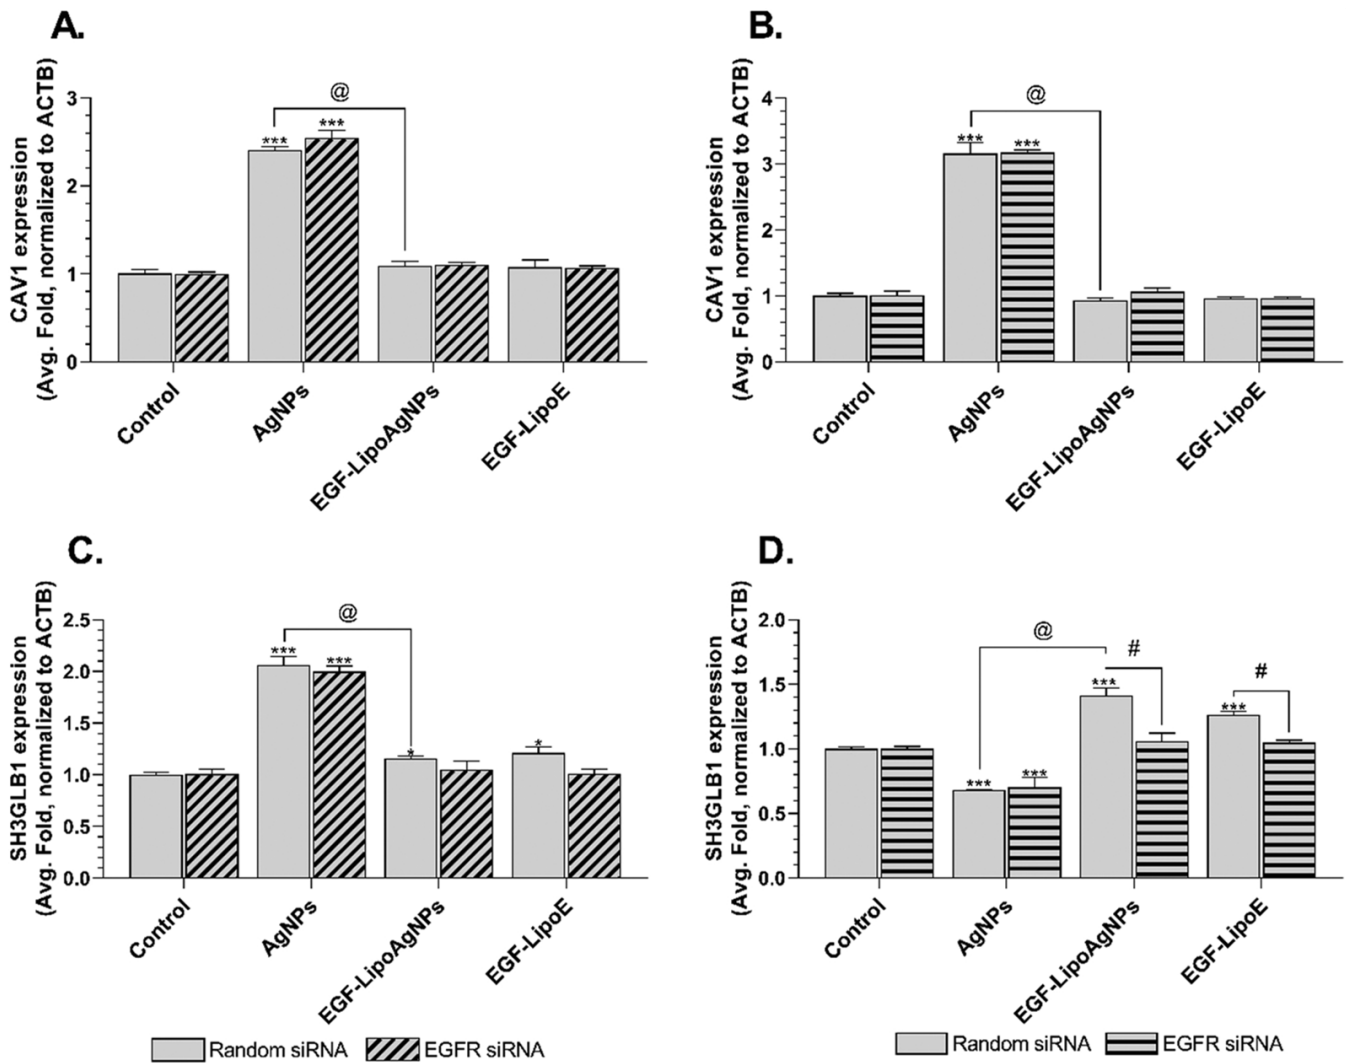 A.
CAV1 expression
(Avg. Fold, normalized to ACTB)
3
2
1
0
@
***
***
Control
AgNPs
EGF-LipoAgNPs
EGF-LipoE
B.
CAV1 expression
(Avg. Fold, normalized to ACTB)
4
3
2
1
0
@
***
***
Control
AgNPs
EGF-LipoAgNPs
EGF-LipoE
C.
SH3GLB1 expression
(Avg. Fold, normalized to ACTB)
2.5
2.0
1.5
1.0
0.5
0.0
@
***
***
*
*
Control
AgNPs
EGF-LipoAgNPs
EGF-LipoE
Random siRNA
EGFR siRNA
D.
SH3GLB1 expression
(Avg. Fold, normalized to ACTB)
2.0
1.5
1.0
0.5
0.0
@
#
#
***
***
***
***
Control
AgNPs
EGF-LipoAgNPs
EGF-LipoE
Random siRNA
EGFR siRNA